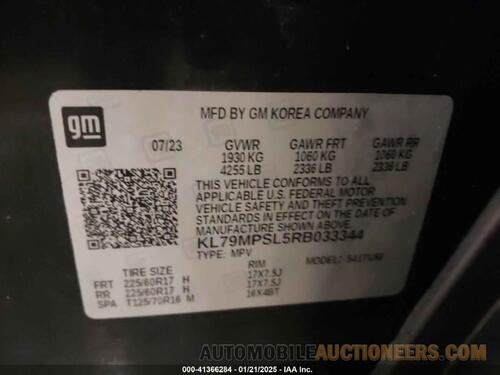 gm
MFD BY GM KOREA COMPANY
07/23 GVWR GAWR FRT GAWR RR
1930 KG 1060 KG 1060 KG
4255 LB 2336 LB 2336 LB
THIS VEHICLE CONFORMS TO ALL
APPLICABLE U.S. FEDERAL MOTOR
VEHICLE SAFETY AND THEFT PREVENTION
STANDARDS IN EFFECT ON THE DATE OF
MANUFACTURE SHOWN ABOVE.
KL79MPSL5RB033344
TYPE: MPV MODEL:
TIRE SIZE RIM
FRT 225/60R17 H 17X7.5J
RR 225/60R17 H 17X7.5J
SPA T125/70R16 M 16X4BT
AutomobileAuctionseer.com
000-41366284 - 01/21/2025 - IAA Inc.